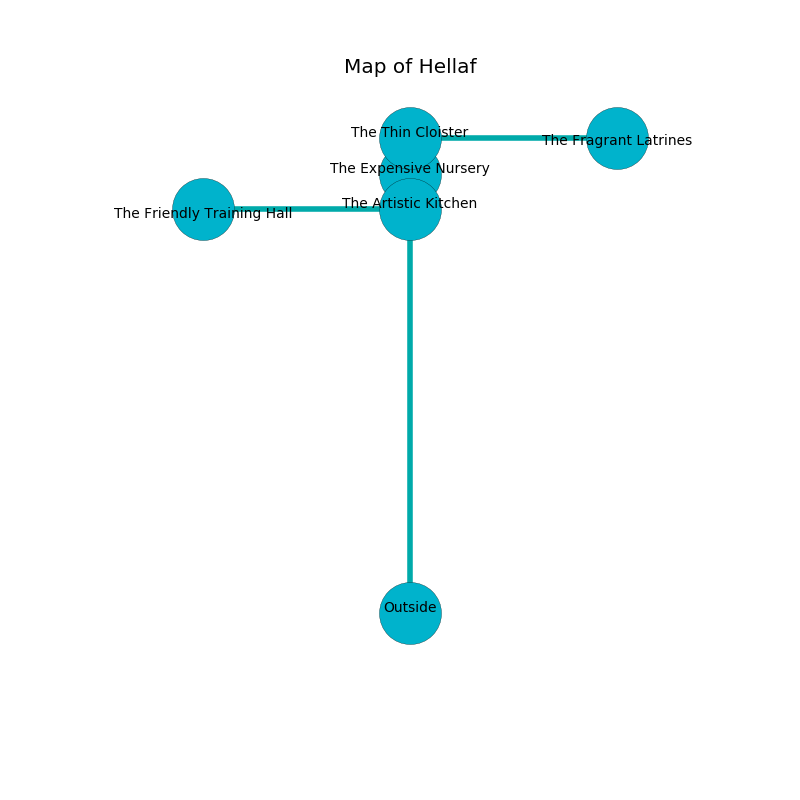 Map of Hellaf
The Thin Cloister
The Fragrant Latrines
The Expensive Nursery
The Artistic Kitchen
The Friendly Training Hall
Outside